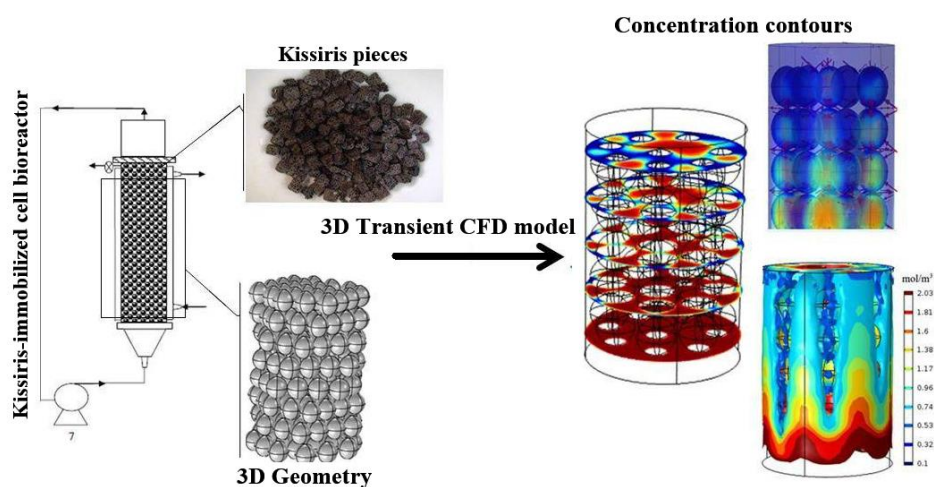 Kissiris-immobilized cell bioreactor
Kissiris pieces
7
3D Geometry
3D Transient CFD model
Concentration contours
mol/m³
2.03
1.81
1.6
1.38
1.17
0.96
0.74
0.53
0.32
0.1